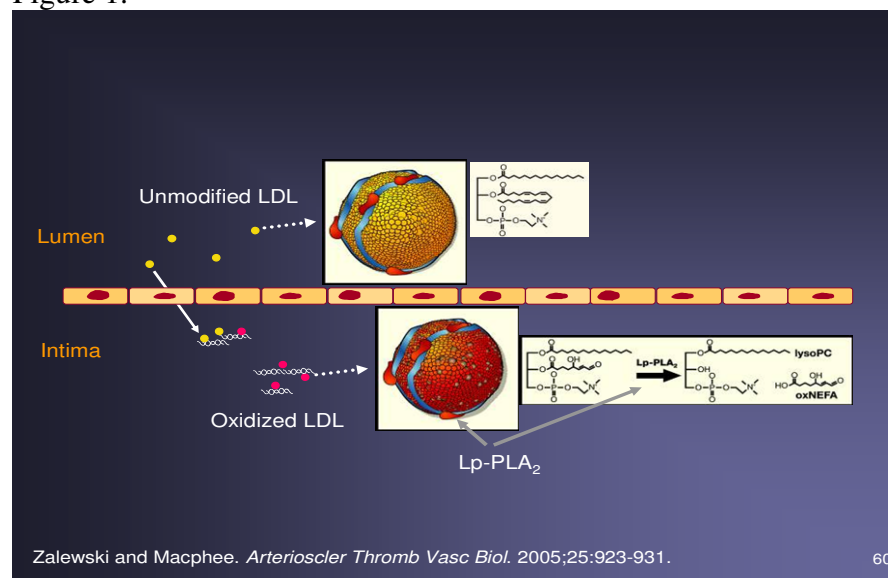 Figure 1.
Unmodified LDL
Lumen
Intima
Oxidized LDL
Lp-PLA₂
lysoPC
oxNEFA
Lp-PLA₂
Zalewski and Macphee. Arterioscler Thromb Vasc Biol. 2005;25:923-931.
60